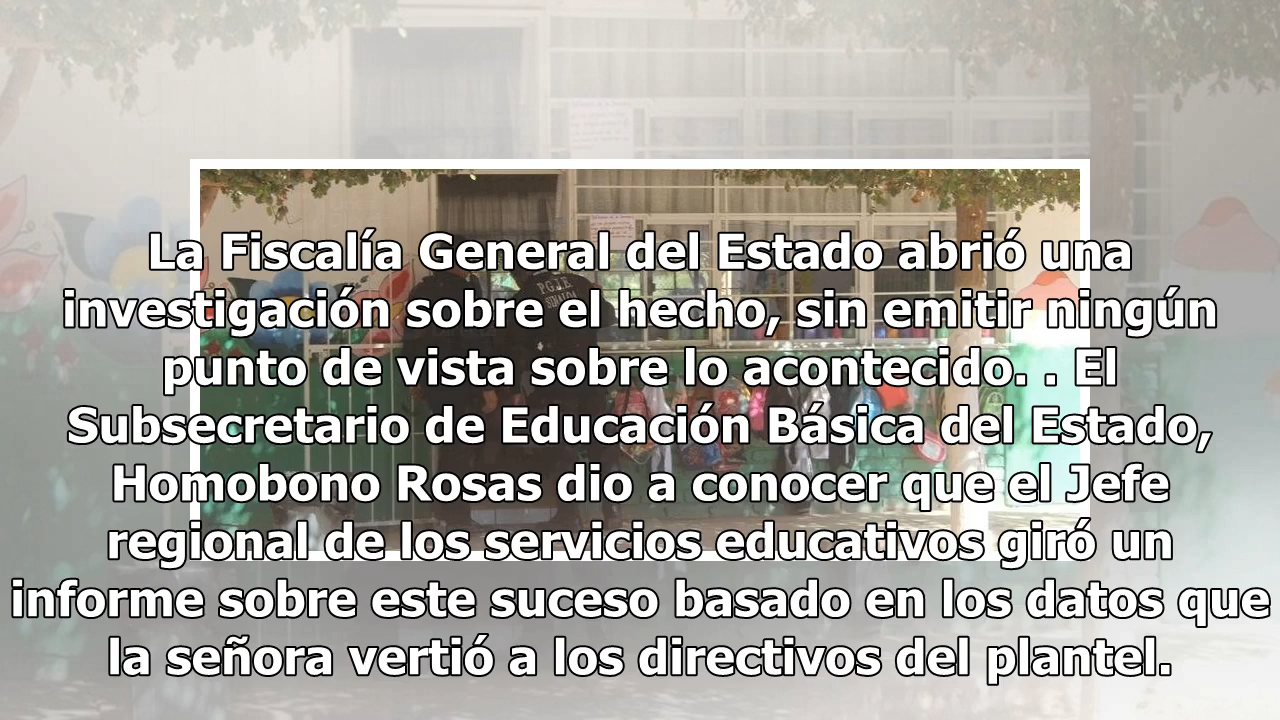 La Fiscalía General del Estado abrió una
investigación sobre el hecho, sin emitir ningún
punto de vista sobre lo acontecido. . El
Subsecretario de Educación Básica del Estado,
Homobono Rosas dio a conocer que el Jefe
regional de los servicios educativos giró un
informe sobre este suceso basado en los datos que
la señora vertió a los directivos del plantel.
SINALOA